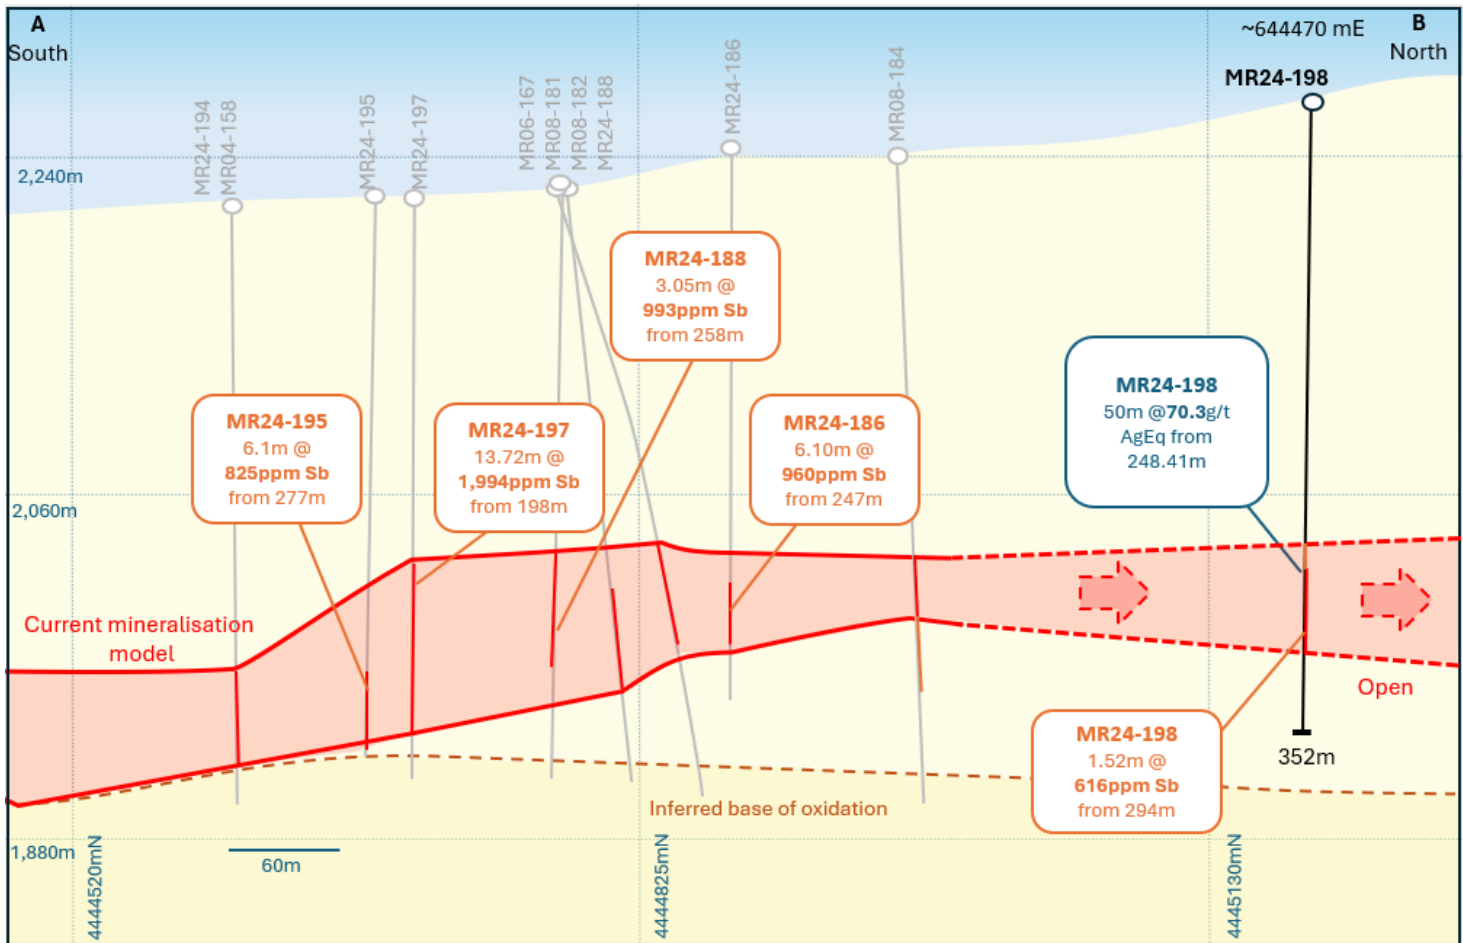 A
South
~644470 mE
B
North
MR24-198
MR24-194
MR04-158
MR24-195
MR24-197
MR06-167
MR08-181
MR08-182
MR24-188
MR24-186
MR08-184
2,240m
MR24-188
3.05m @
993ppm Sb
from 258m
MR24-195
6.1m @
825ppm Sb
from 277m
MR24-197
13.72m @
1,994ppm Sb
from 198m
MR24-186
6.10m @
960ppm Sb
from 247m
MR24-198
50m @70.3g/t
AgEq from
248.41m
2,060m
Current mineralisation
model
Open
MR24-198
1.52m @
616ppm Sb
from 294m
352m
Inferred base of oxidation
1,880m
60m
4444520mN
4444825mN
4445130mN